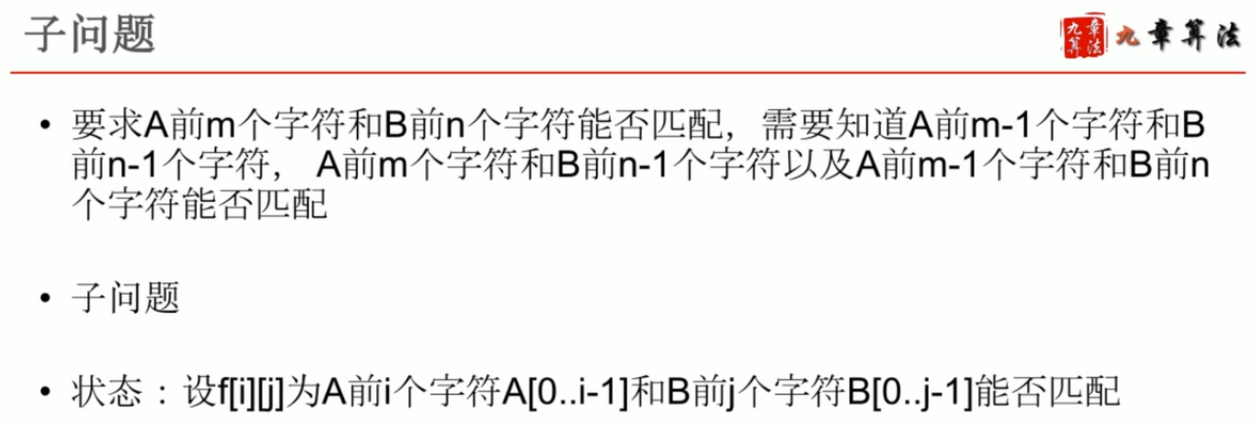 子问题
九章算法
九章算法
• 要求A前m个字符和B前n个字符能否匹配，需要知道A前m-1个字符和B
前n-1个字符， A前m个字符和B前n-1个字符以及A前m-1个字符和B前n
个字符能否匹配
• 子问题
• 状态：设f[i][j]为A前i个字符A[0..i-1]和B前j个字符B[0..j-1]能否匹配